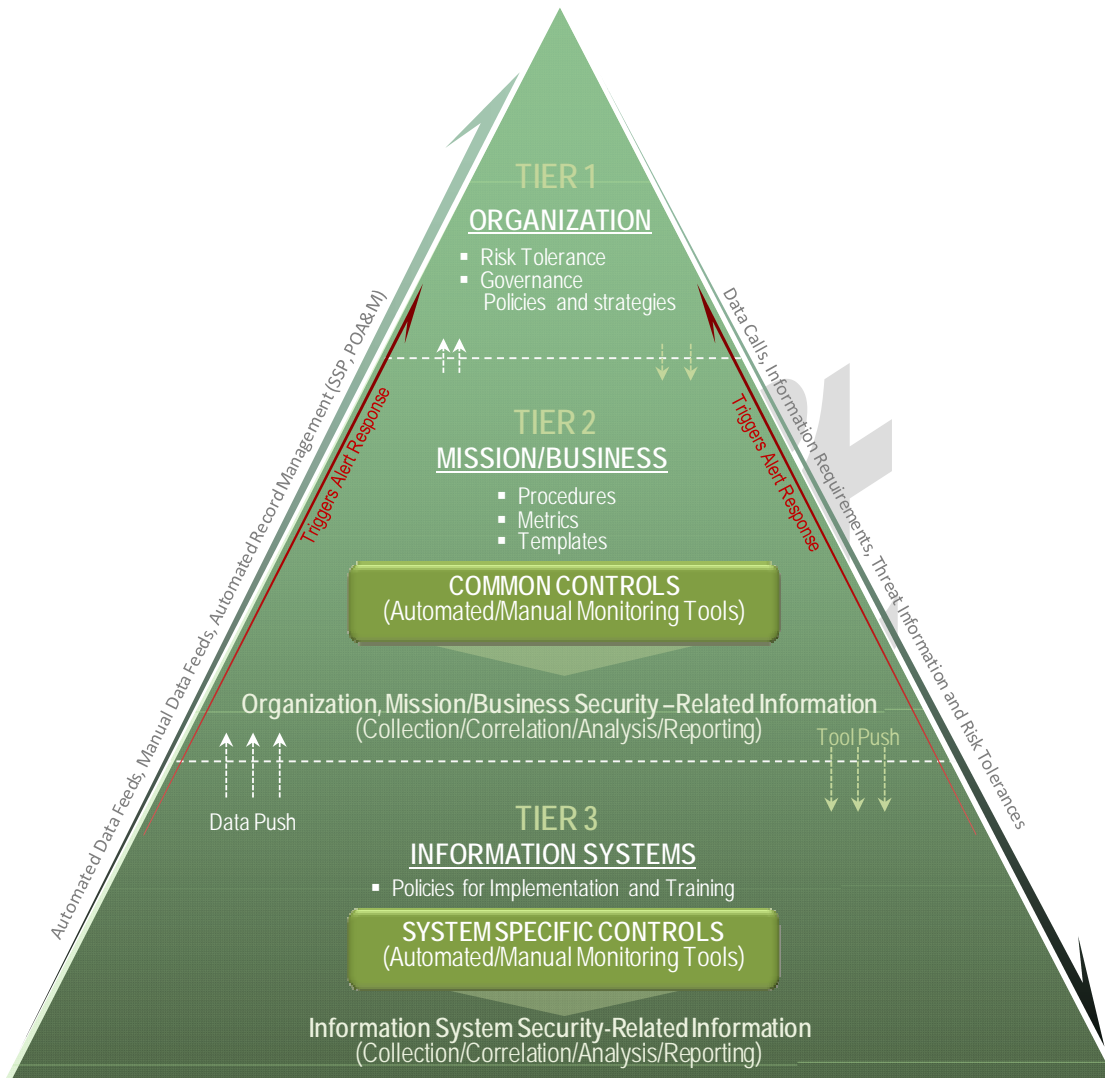 TIER 1
ORGANIZATION
▪ Risk Tolerance
▪ Governance
Policies and strategies
TIER 2
MISSION/BUSINESS
▪ Procedures
▪ Metrics
▪ Templates
COMMON CONTROLS
(Automated/Manual Monitoring Tools)
Organization, Mission/Business Security –Related Information
(Collection/Correlation/Analysis/Reporting)
Data Push
Tool Push
TIER 3
INFORMATION SYSTEMS
▪ Policies for Implementation and Training
SYSTEM SPECIFIC CONTROLS
(Automated/Manual Monitoring Tools)
Information System Security-Related Information
(Collection/Correlation/Analysis/Reporting)
Automated Data Feeds, Manual Data Feeds, Automated Record Management (SSP, POA&M)
Triggers Alert Response
Triggers Alert Response
Data Calls, Information Requirements, Threat Information and Risk Tolerances